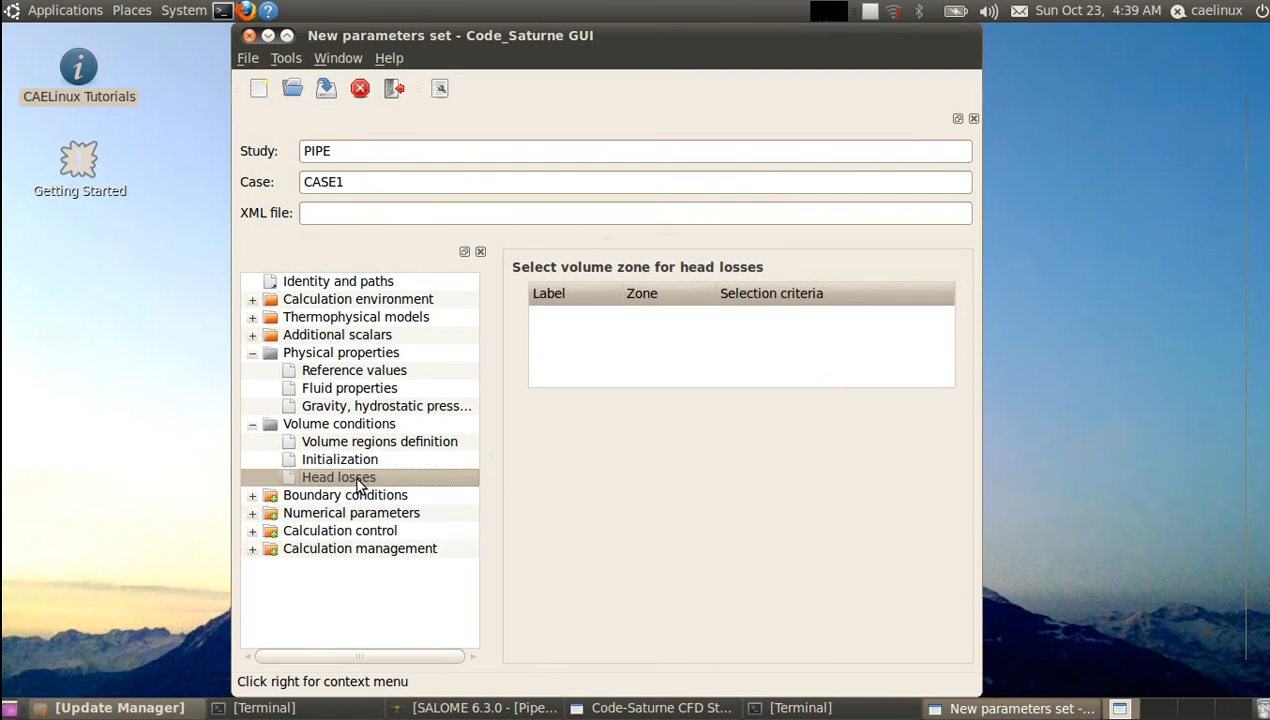 Applications Places System Sun Oct 23, 4:39 AM caelinux
New parameters set - Code_Saturne GUI
File Tools Window Help
CAELinux Tutorials
Getting Started
Study: PIPE
Case: CASE1
XML file:
Identity and paths
Calculation environment
Thermophysical models
Additional scalars
Physical properties
Reference values
Fluid properties
Gravity, hydrostatic press...
Volume conditions
Volume regions definition
Initialization
Head losses
Boundary conditions
Numerical parameters
Calculation control
Calculation management
Select volume zone for head losses
Label Zone Selection criteria
Click right for context menu
[Update Manager] [Terminal] [SALOME 6.3.0 - [Pipe... Code-Saturne CFD St... [Terminal] New parameters set -...